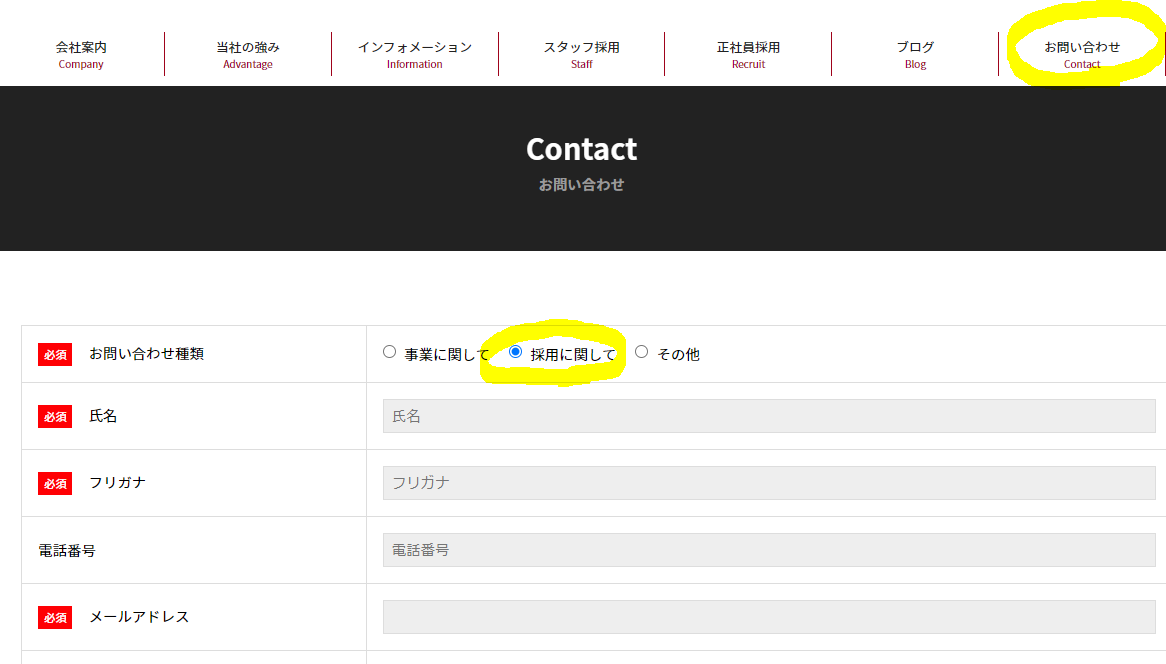 会社案内 当社の強み インフォメーション スタッフ採用 正社員採用 ブログ お問い合わせ
Company Advantage Information Staff Recruit Blog Contact
Contact
お問い合わせ
必須 お問い合わせ種類 事業に関して 採用に関して その他
必須 氏名 氏名
必須 フリガナ フリガナ
電話番号 電話番号
必須 メールアドレス